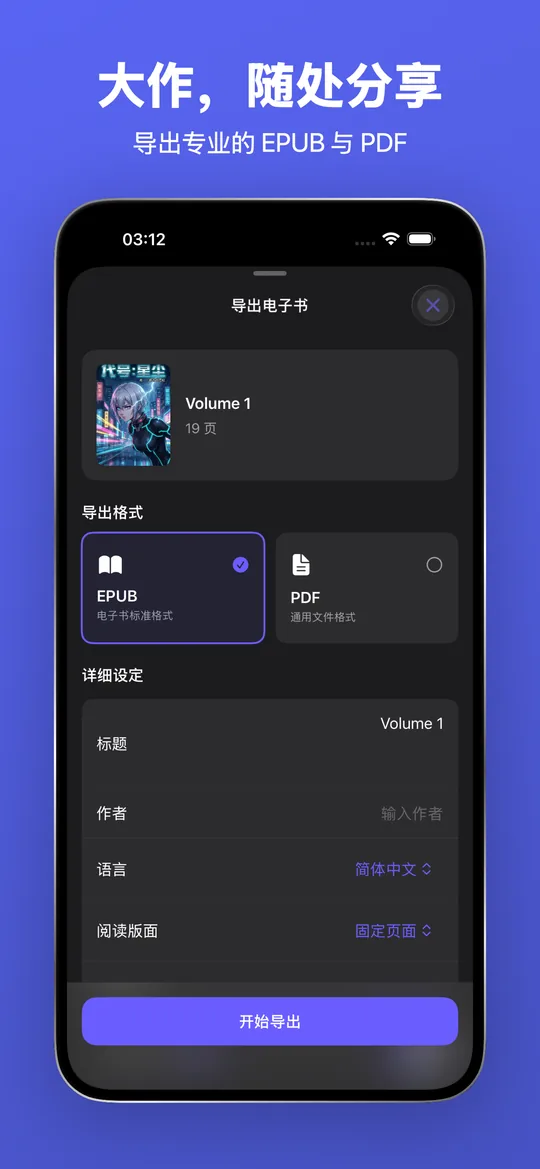 大作，随处分享
导出专业的 EPUB 与 PDF
03:12
导出电子书
代号:星尘
Volume 1
19 页
导出格式
EPUB
电子书标准格式
PDF
通用文件格式
详细设定
Volume 1
标题
作者
输入作者
语言
简体中文
阅读版面
固定页面
开始导出